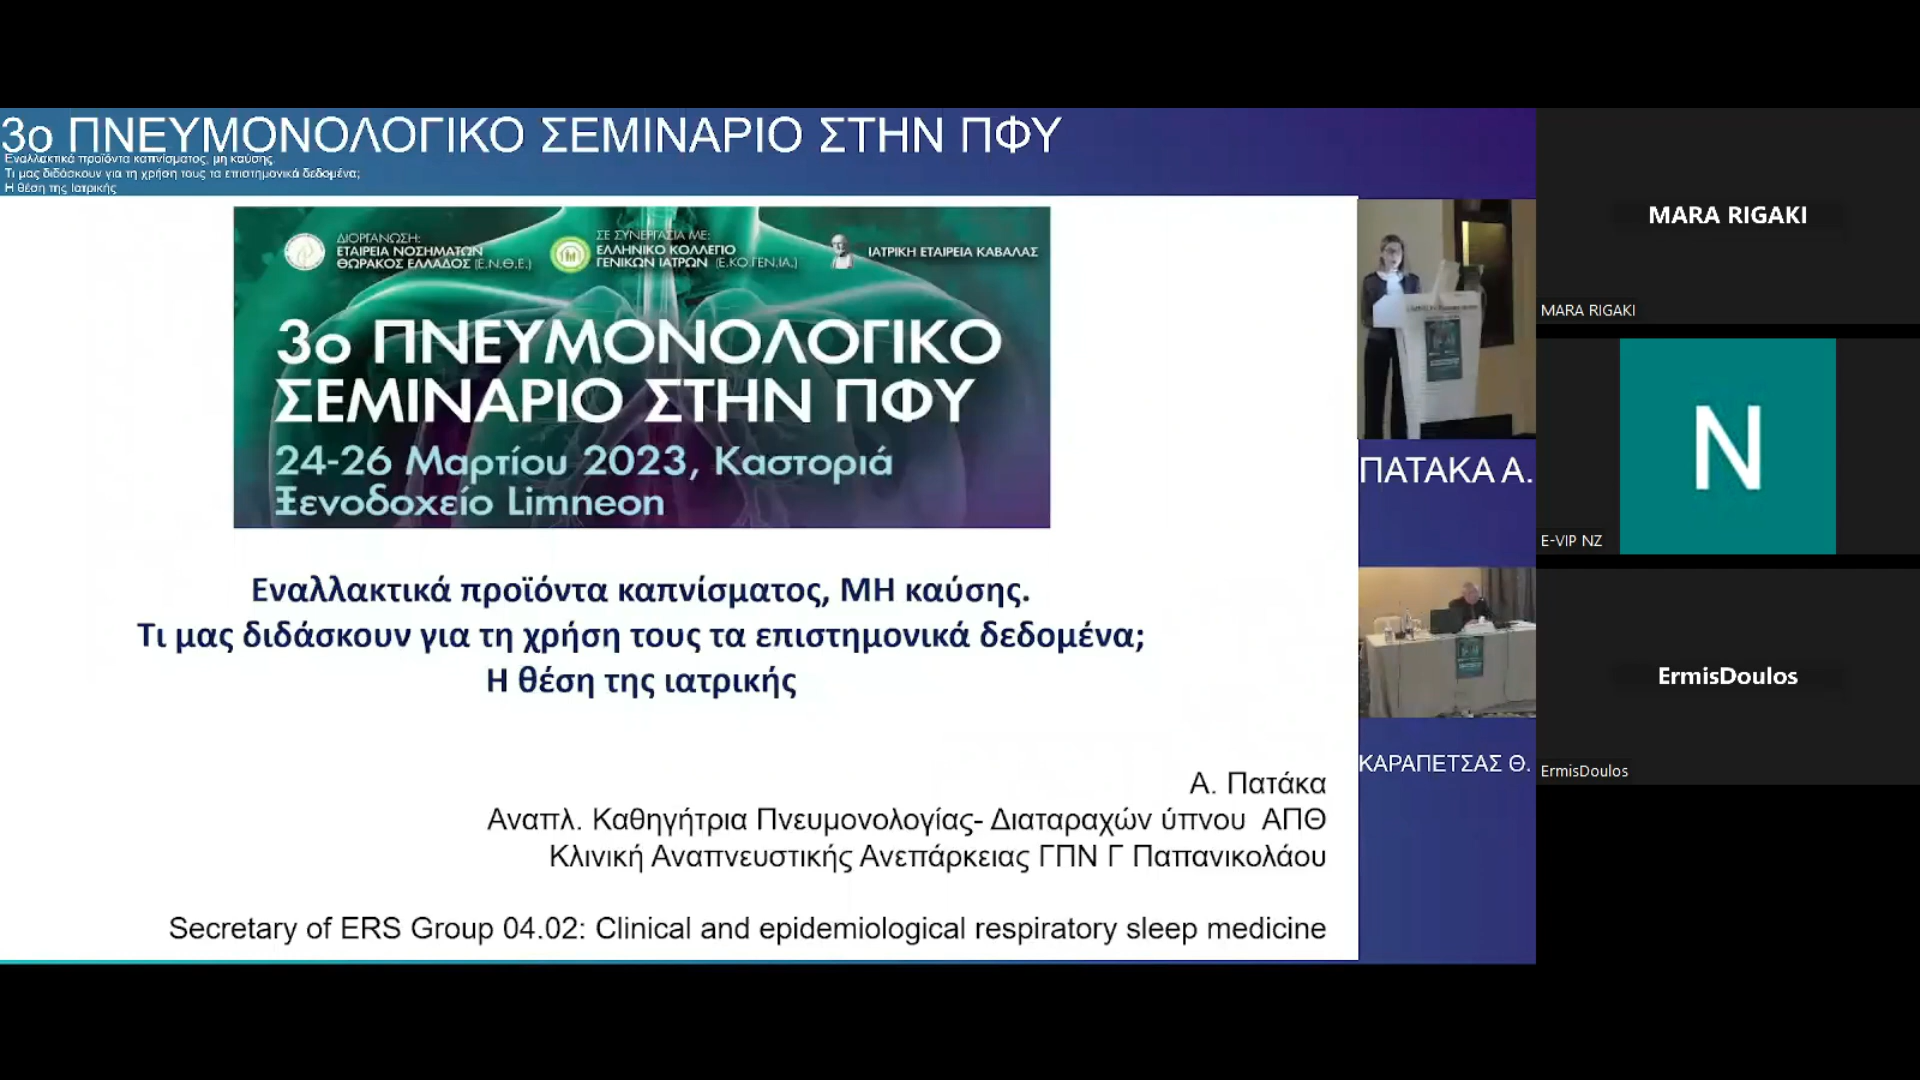 3ο ΠΝΕΥΜΟΝΟΛΟΓΙΚΟ ΣΕΜΙΝΑΡΙΟ ΣΤΗΝ ΠΦΥ
Εναλλακτικά προϊόντα καπνίσματος, μη καύσης.
Τι μας διδάσκουν για τη χρήση τους τα επιστημονικά δεδομένα;
Η θέση της Ιατρικής
ΔΙΟΡΓΑΝΩΣΗ:
ΕΤΑΙΡΕΙΑ ΝΟΣΗΜΑΤΩΝ
ΘΩΡΑΚΟΣ ΕΛΛΑΔΟΣ (Ε.Ν.Θ.Ε.)
ΣΕ ΣΥΝΕΡΓΑΣΙΑ ΜΕ:
ΕΛΛΗΝΙΚΟ ΚΟΛΛΕΓΙΟ
ΓΕΝΙΚΩΝ ΙΑΤΡΩΝ (Ε.ΚΟ.ΓΕΝ.ΙΑ.)
ΙΑΤΡΙΚΗ ΕΤΑΙΡΕΙΑ ΚΑΒΑΛΑΣ
3ο ΠΝΕΥΜΟΝΟΛΟΓΙΚΟ
ΣΕΜΙΝΑΡΙΟ ΣΤΗΝ ΠΦΥ
24-26 Μαρτίου 2023, Καστοριά
Ξενοδοχείο Limneon
Εναλλακτικά προϊόντα καπνίσματος, ΜΗ καύσης.
Τι μας διδάσκουν για τη χρήση τους τα επιστημονικά δεδομένα;
Η θέση της ιατρικής
Α. Πατάκα
Αναπλ. Καθηγήτρια Πνευμονολογίας- Διαταραχών ύπνου ΑΠΘ
Κλινική Αναπνευστικής Ανεπάρκειας ΓΠΝ Γ Παπανικολάου
Secretary of ERS Group 04.02: Clinical and epidemiological respiratory sleep medicine
ΠΑΤΑΚΑ Α.
ΚΑΡΑΠΕΤΣΑΣ Θ.
MARA RIGAKI
MARA RIGAKI
N
E-VIP NZ
ErmisDoulos
ErmisDoulos